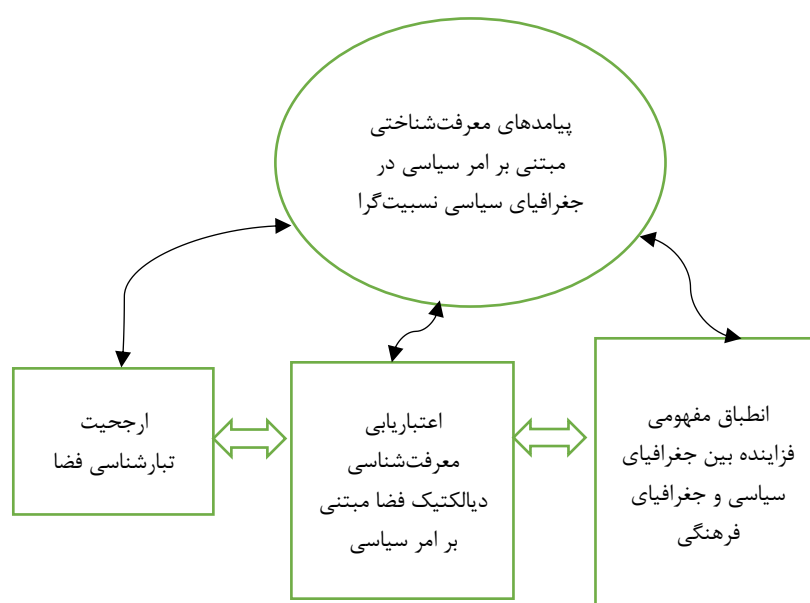 پیامدهای معرفت‌شناختی
مبتنی بر امر سیاسی در
جغرافیای سیاسی نسبیت‌گرا
انطباق مفهومی
فزاینده بین جغرافیای
سیاسی و جغرافیای
فرهنگی
اعتباریابی
معرفت‌شناسی
دیالکتیک فضا مبتنی
بر امر سیاسی
ارجحیت
تبارشناسی فضا